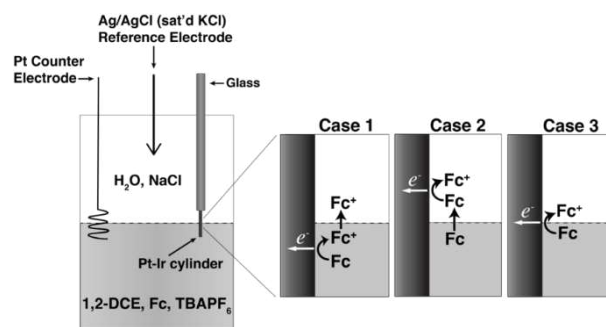 Ag/AgCl (sat'd KCl)
Reference Electrode
Pt Counter
Electrode
Glass
H₂O, NaCl
Pt-Ir cylinder
1,2-DCE, Fc, TBAPF₆
Case 1
Fc⁺
e⁻
Fc⁺
Fc
Case 2
e⁻
Fc⁺
Fc
Fc
Case 3
e⁻
Fc⁺
Fc